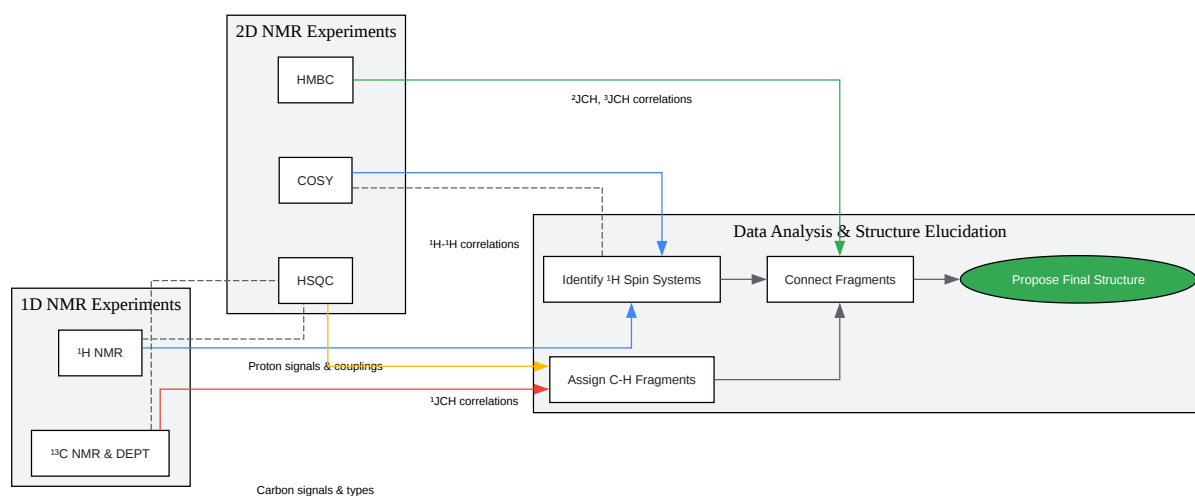 2D NMR Experiments
HMBC
²JCH, ³JCH correlations
COSY
¹H-¹H correlations
HSQC
1D NMR Experiments
¹H NMR
Proton signals & couplings
¹JCH correlations
¹³C NMR & DEPT
Carbon signals & types
Data Analysis & Structure Elucidation
Identify ¹H Spin Systems
Connect Fragments
Propose Final Structure
Assign C-H Fragments